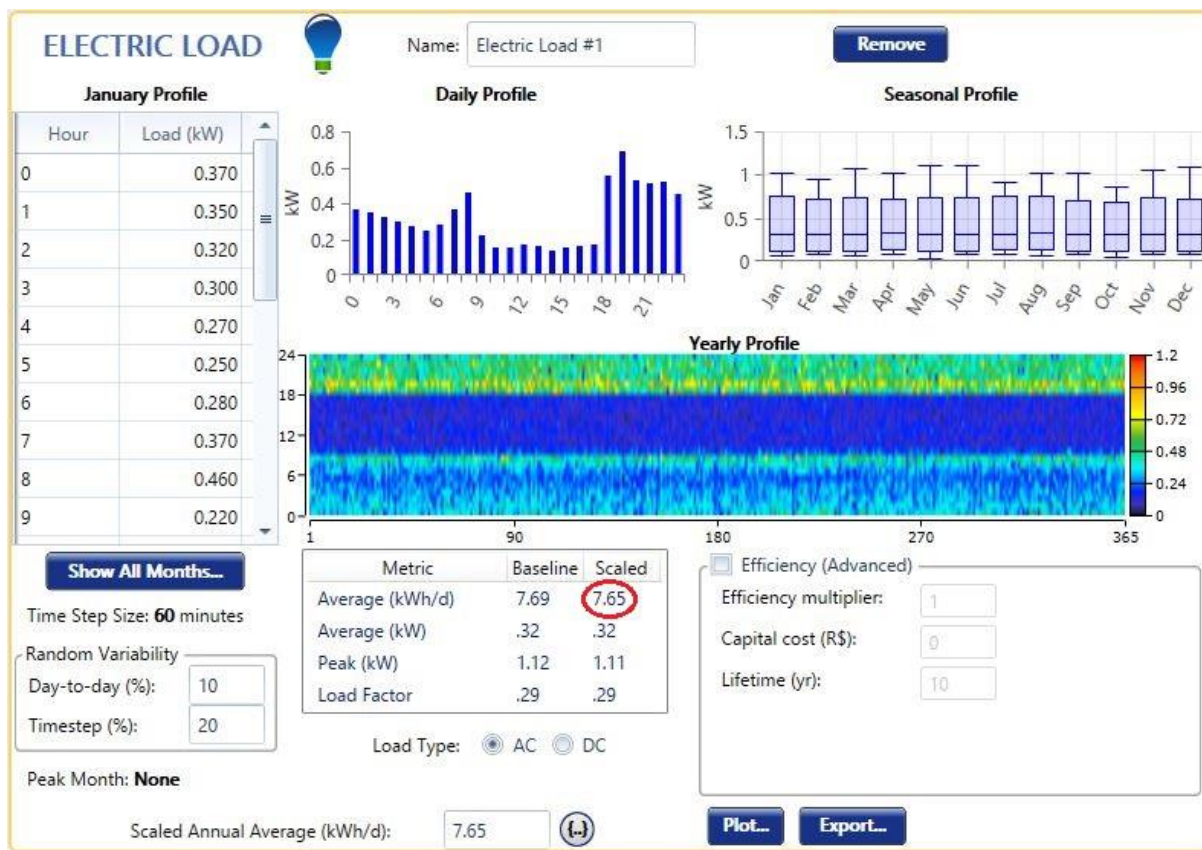 ELECTRIC LOAD
Name: Electric Load #1
Remove
January Profile
Hour Load (kW)
0 0.370
1 0.350
2 0.320
3 0.300
4 0.270
5 0.250
6 0.280
7 0.370
8 0.460
9 0.220
Show All Months...
Daily Profile
kW
0.8
0.6
0.4
0.2
0
0 3 6 9 12 15 18 21
Seasonal Profile
kW
1.5
1
0.5
0
Jan Feb Mar Apr May Jun Jul Aug Sep Oct Nov Dec
Yearly Profile
24
18
12
6
0
1 90 180 270 365
1.2
0.96
0.72
0.48
0.24
0
Time Step Size: 60 minutes
Random Variability
Day-to-day (%): 10
Timestep (%): 20
Peak Month: None
Metric Baseline Scaled
Average (kWh/d) 7.69 7.65
Average (kW) .32 .32
Peak (kW) 1.12 1.11
Load Factor .29 .29
Load Type: AC DC
Efficiency (Advanced)
Efficiency multiplier: 1
Capital cost (R$): 0
Lifetime (yr): 10
Scaled Annual Average (kWh/d): 7.65 {..}
Plot... Export...